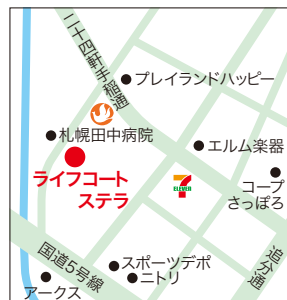 二十四軒手稲通
プレイランドハッピー
札幌田中病院
エルム楽器
ライフコート
ステラ
7
ELEVEN
コープ
さっぽろ
国道5号線
追分通
スポーツデポ
ニトリ
アークス